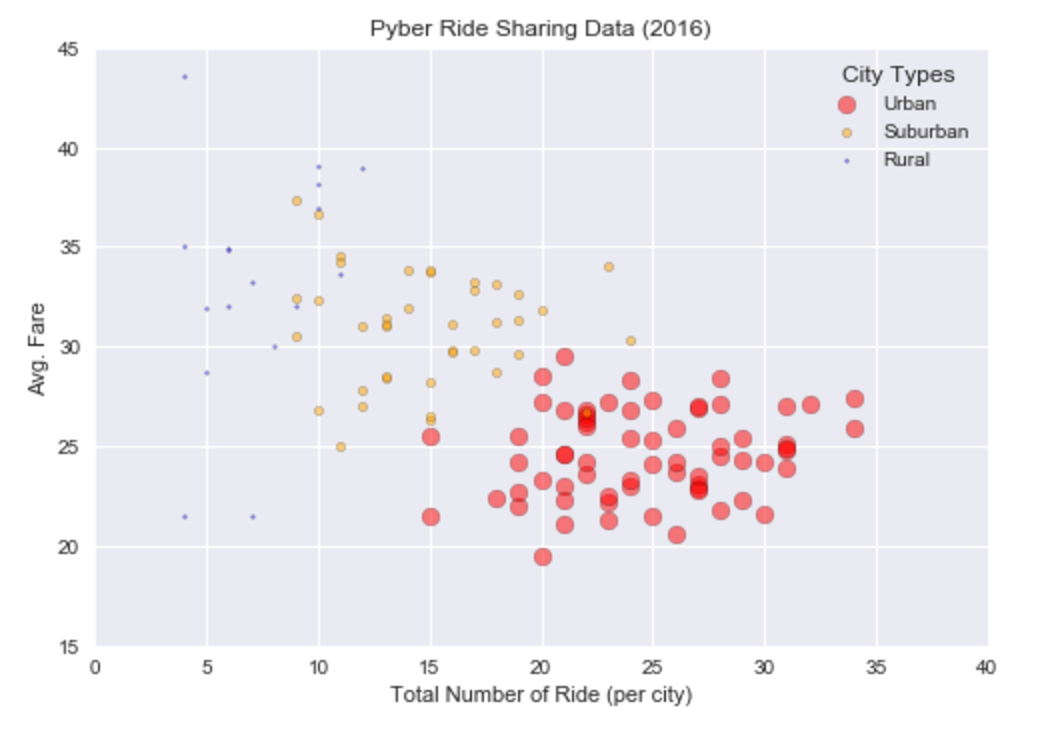 Pyber Ride Sharing Data (2016)
City Types
Urban
Suburban
Rural
Avg. Fare
45
40
35
30
25
20
15
0 5 10 15 20 25 30 35 40
Total Number of Ride (per city)